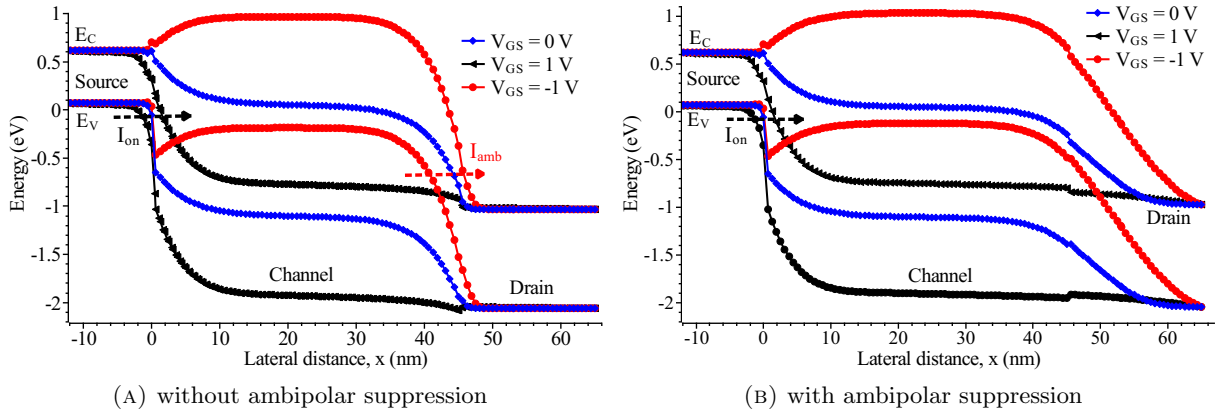 E_C
Source
E_V
I_on
V_GS = 0 V
V_GS = 1 V
V_GS = -1 V
I_amb
Channel
Drain
Energy (eV)
1
0.5
0
-0.5
-1
-1.5
-2
-10 0 10 20 30 40 50 60
Lateral distance, x (nm)
(A) without ambipolar suppression
E_C
Source
E_V
I_on
V_GS = 0 V
V_GS = 1 V
V_GS = -1 V
Channel
Drain
Energy (eV)
1
0.5
0
-0.5
-1
-1.5
-2
-10 0 10 20 30 40 50 60
Lateral distance, x (nm)
(B) with ambipolar suppression